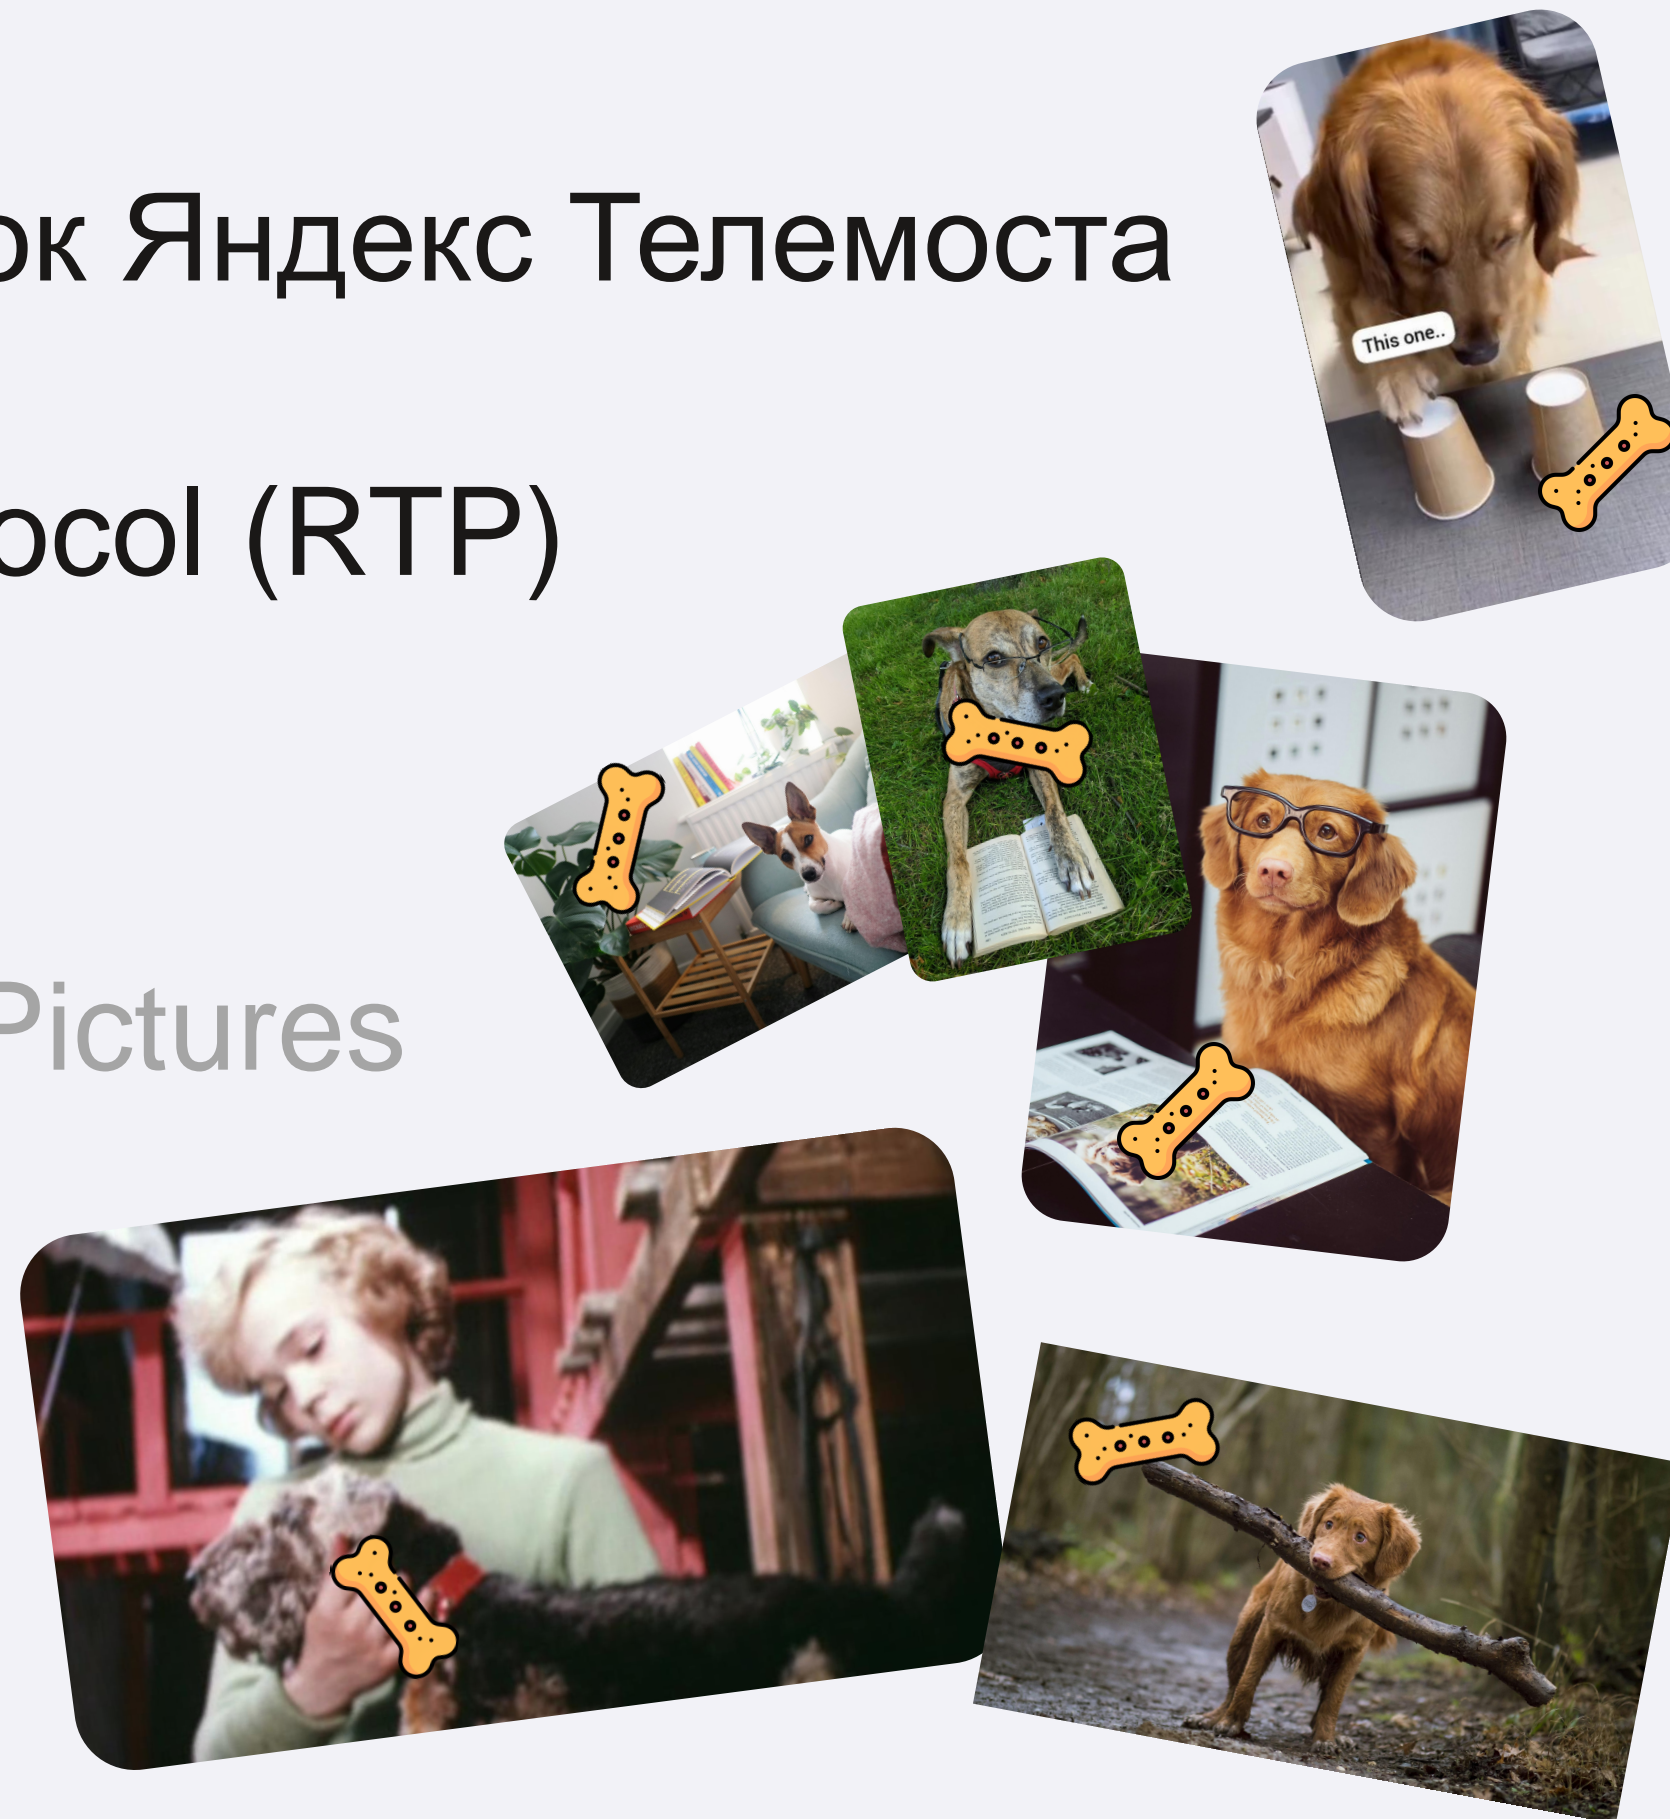 ок Яндекс Телемоста
This one..
ocol (RTP)
Pictures